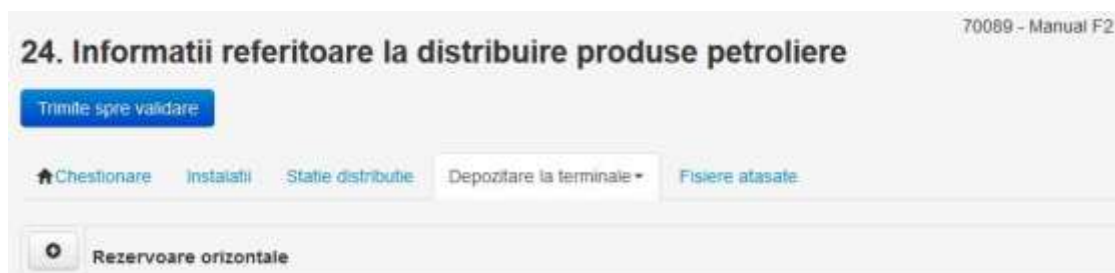 70089 - Manual F2
24. Informatii referitoare la distribuire produse petroliere
Trimite spre validare
Chestionare Instalatii Statie distributie Depozitare la terminale Fisiere atasate
Rezervoare orizontale